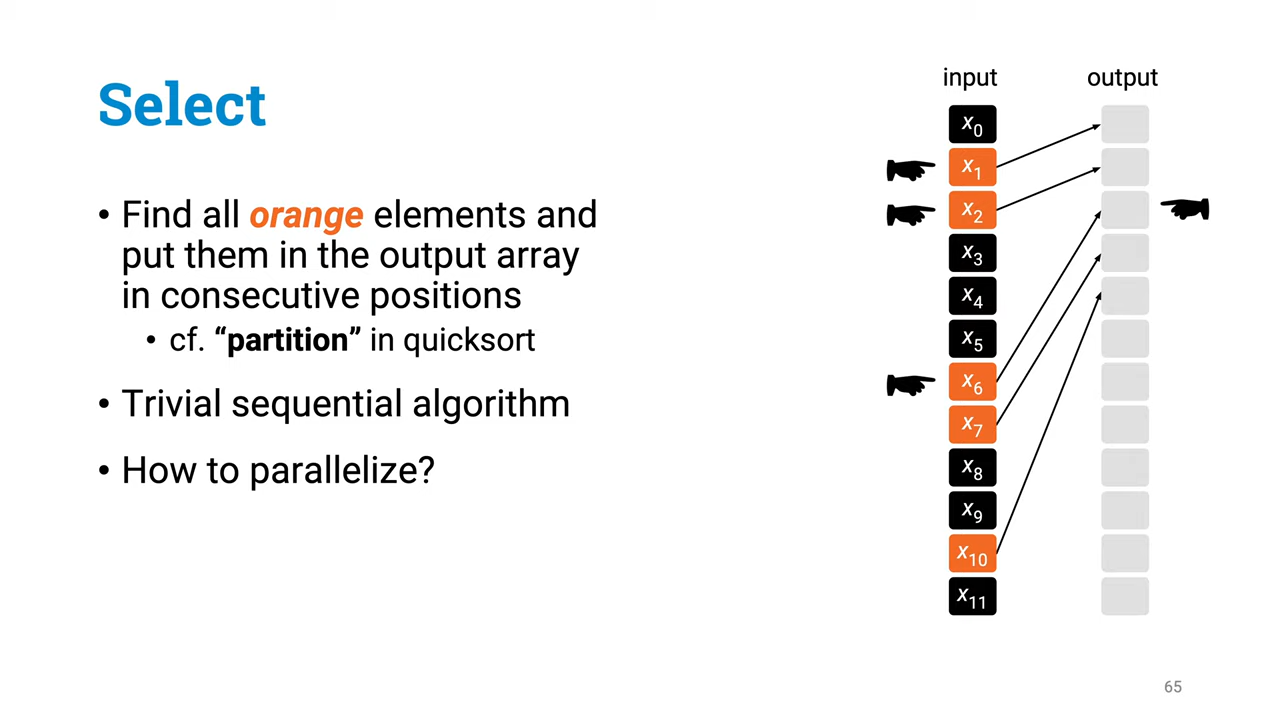 Select
• Find all orange elements and
put them in the output array
in consecutive positions
• cf. “partition” in quicksort
• Trivial sequential algorithm
• How to parallelize?
input output
x0
x1
x2
x3
x4
x5
x6
x7
x8
x9
x10
x11
65